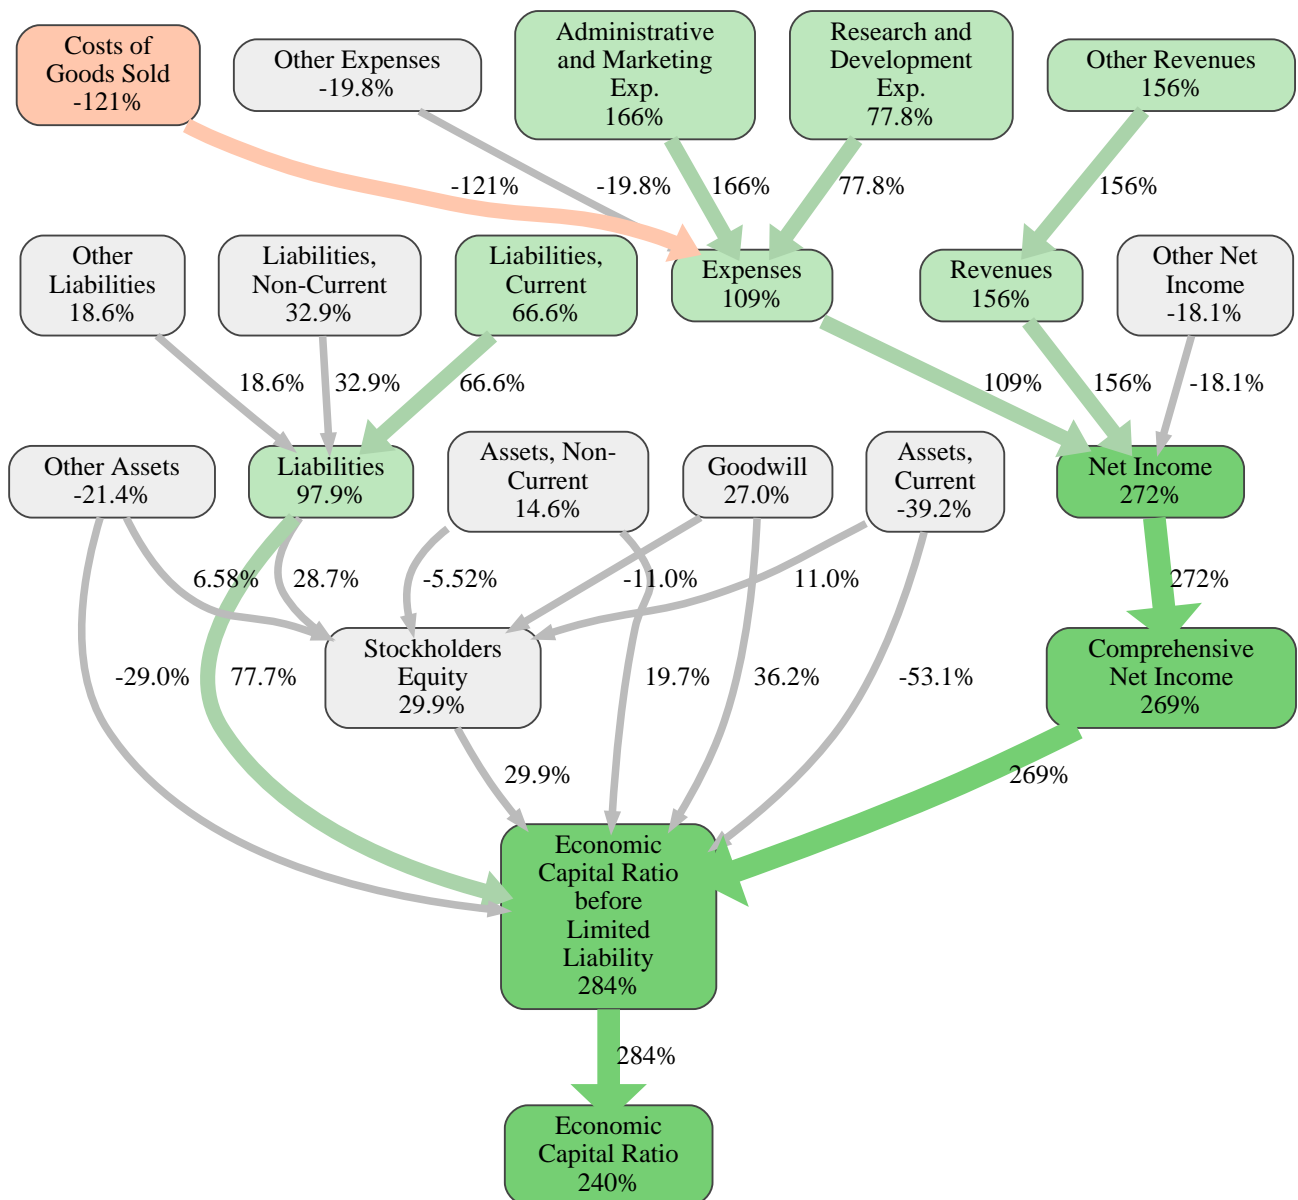 Costs of
Goods Sold
-121%
Other Expenses
-19.8%
Administrative
and Marketing
Exp.
166%
Research and
Development
Exp.
77.8%
Other Revenues
156%
-121%
-19.8%
166%
77.8%
156%
Other
Liabilities
18.6%
Liabilities,
Non-Current
32.9%
Liabilities,
Current
66.6%
Expenses
109%
Revenues
156%
Other Net
Income
-18.1%
18.6%
32.9%
66.6%
109%
156%
-18.1%
Other Assets
-21.4%
Liabilities
97.9%
Assets, Non-
Current
14.6%
Goodwill
27.0%
Assets,
Current
-39.2%
Net Income
272%
6.58%
28.7%
-5.52%
-11.0%
11.0%
272%
Stockholders
Equity
29.9%
Comprehensive
Net Income
269%
-29.0%
77.7%
19.7%
36.2%
-53.1%
29.9%
269%
Economic
Capital Ratio
before
Limited
Liability
284%
284%
Economic
Capital Ratio
240%